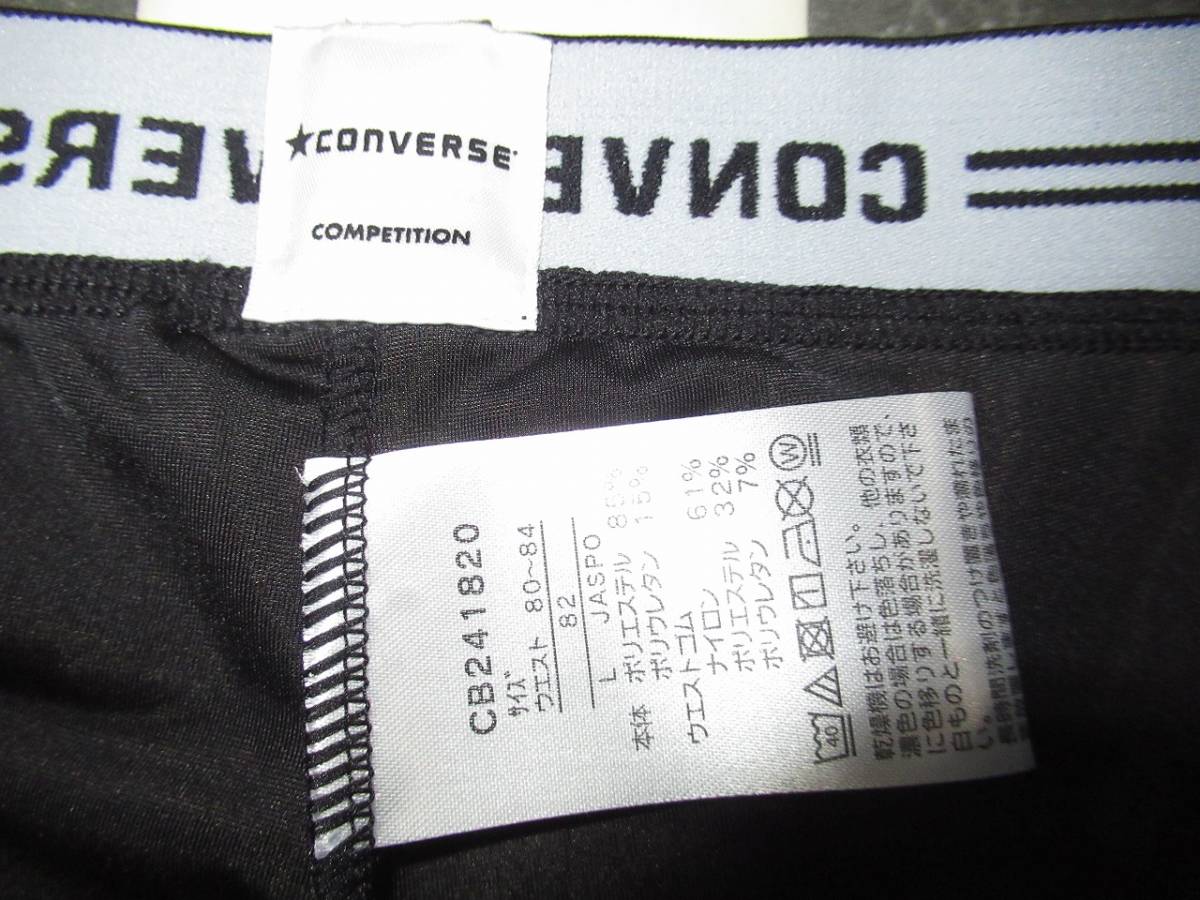 CONVERSE
COMPETITION
CONVE
VERS
CB241820
サイズ
ウエスト 80~84
82
L JASPO
本体 ポリエステル 85%
ポリウレタン 15%
ウエストゴム
ナイロン 61%
ポリエステル 32%
ポリウレタン 7%
40
W
乾燥機はお避け下さい。
濃色の場合は色落ちし、他の衣類
に色移りする場合がありますので、
白ものと一緒に洗濯しないで下さ
い。